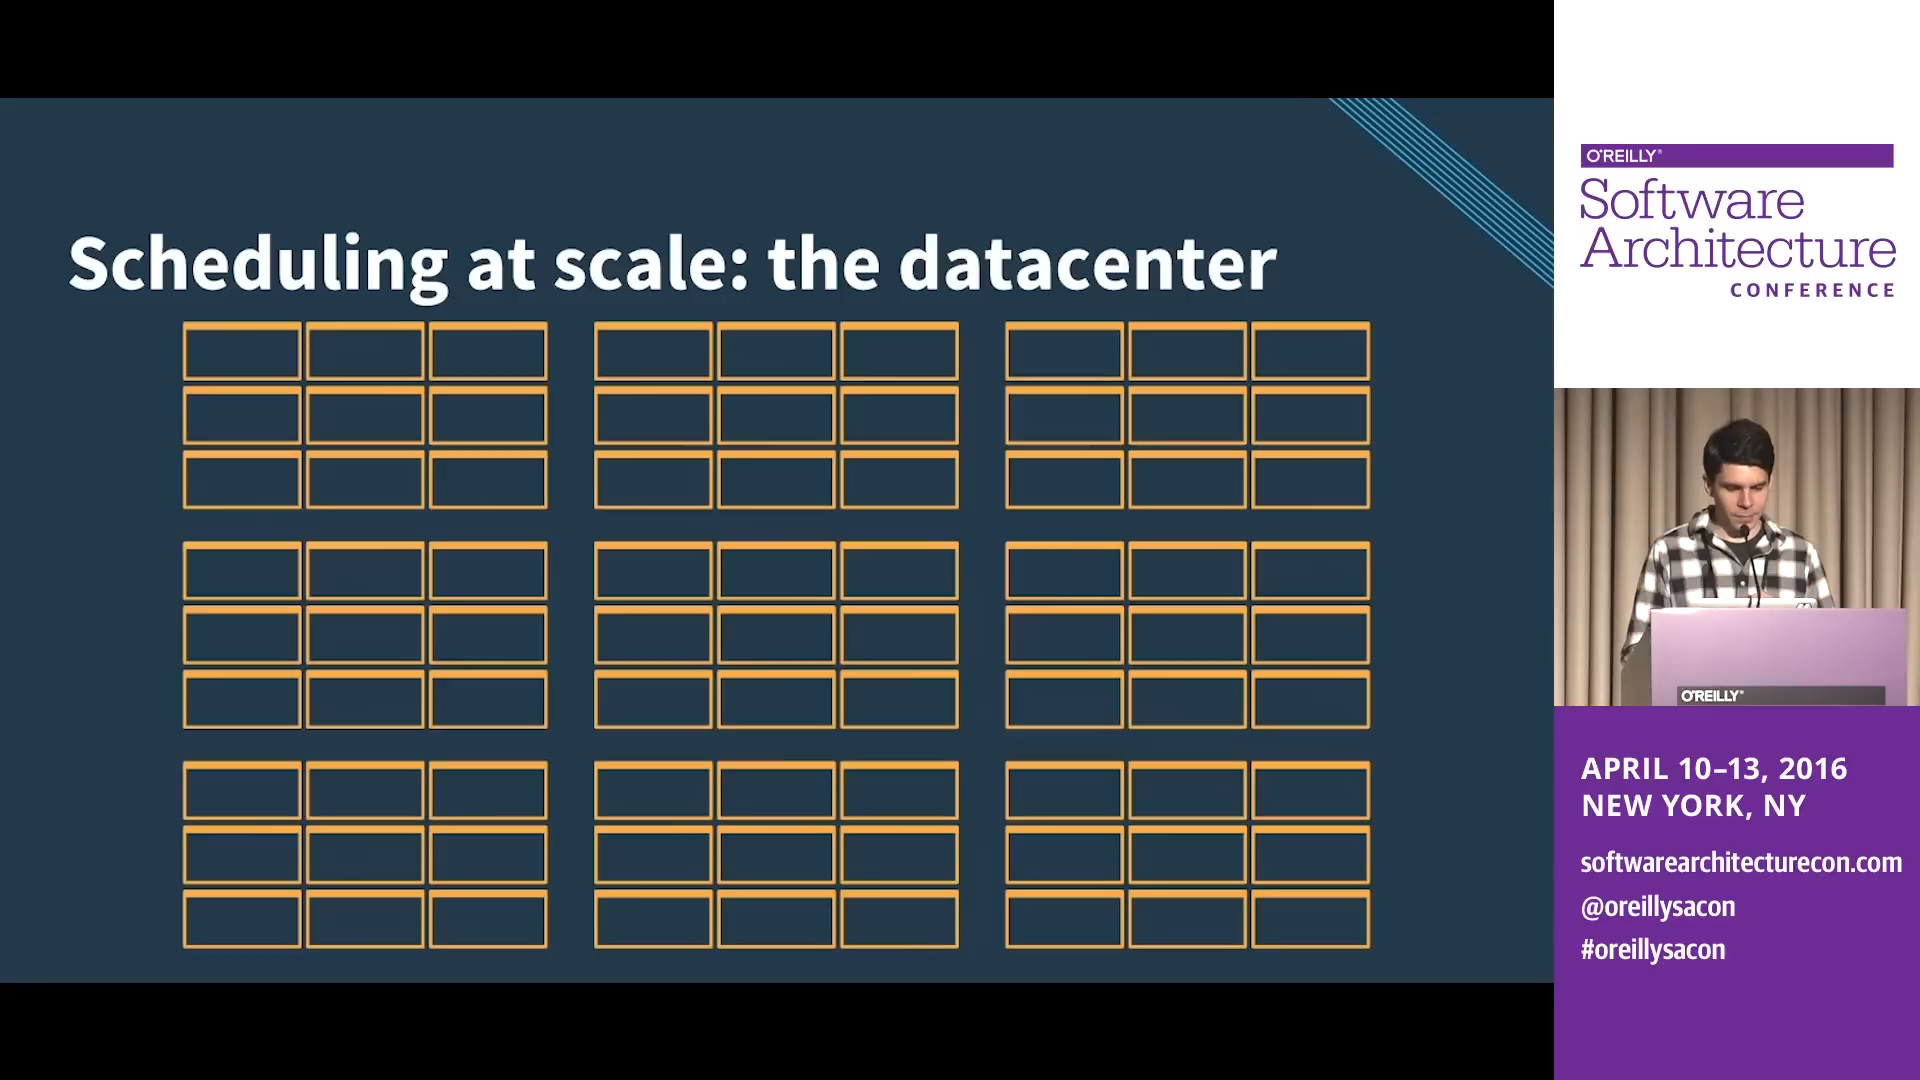 Scheduling at scale: the datacenter
O'REILLY®
Software
Architecture
CONFERENCE
O'REILLY®
APRIL 10–13, 2016
NEW YORK, NY
softwarearchitecturecon.com
@oreillysacon
#oreillysacon